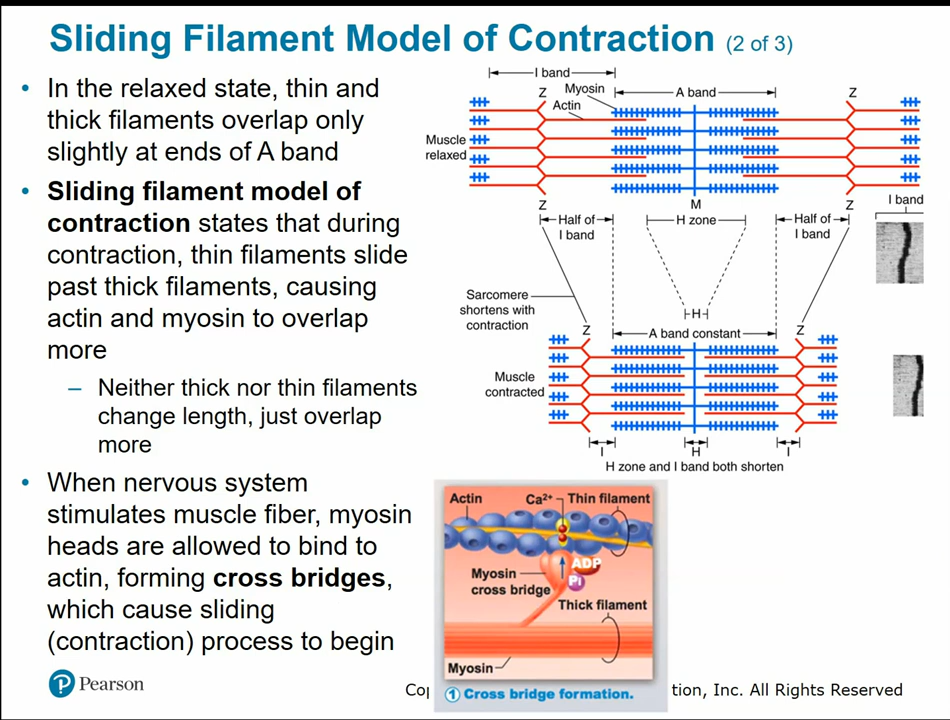 Sliding Filament Model of Contraction (2 of 3)
• In the relaxed state, thin and
thick filaments overlap only
slightly at ends of A band
• Sliding filament model of
contraction states that during
contraction, thin filaments slide
past thick filaments, causing
actin and myosin to overlap
more
– Neither thick nor thin filaments
change length, just overlap
more
• When nervous system
stimulates muscle fiber, myosin
heads are allowed to bind to
actin, forming cross bridges,
which cause sliding
(contraction) process to begin
I band
Z
Myosin
A band
Z
Actin
Muscle
relaxed
Z
M
Z
I band
Half of
I band
H zone
Half of
I band
Sarcomere
shortens with
contraction
H
Z
A band constant
Z
Muscle
contracted
I
H
I
H zone and I band both shorten
Actin
Ca2+
Thin filament
ADP
Pi
Myosin
cross bridge
Thick filament
Myosin
1 Cross bridge formation.
P Pearson
tion, Inc. All Rights Reserved